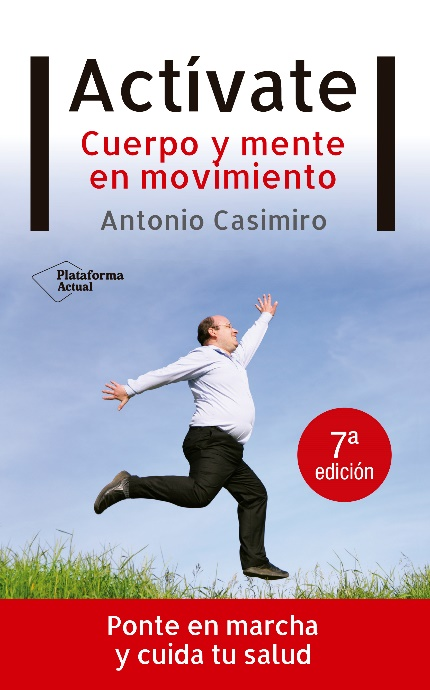 Actívate
Cuerpo y mente
en movimiento
Antonio Casimiro
Plataforma
Actual
7ª
edición
Ponte en marcha
y cuida tu salud